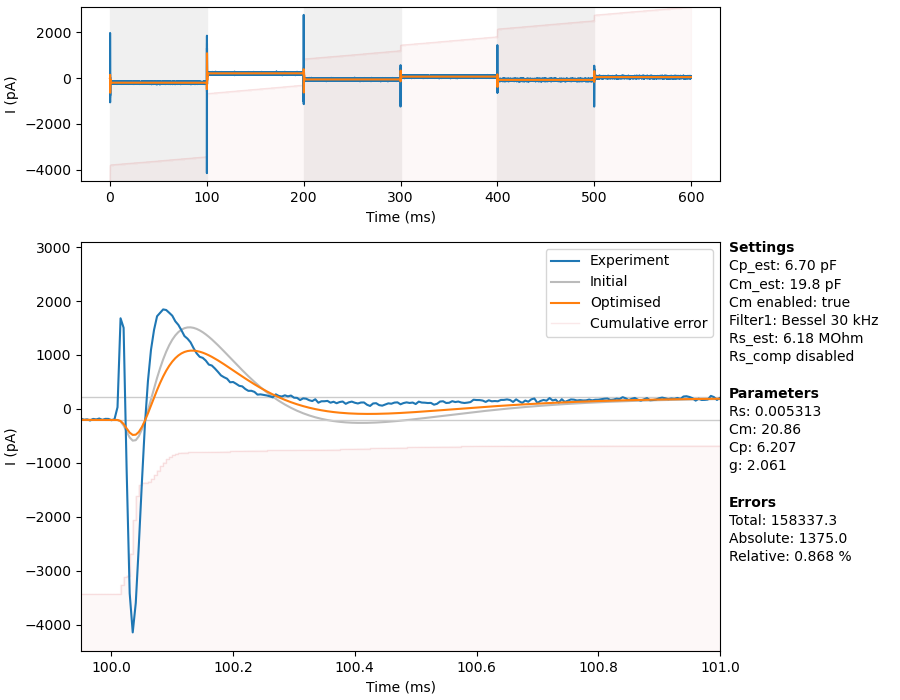 2000
0
−2000
−4000
I (pA)
0 100 200 300 400 500 600
Time (ms)
3000
2000
1000
0
−1000
−2000
−3000
−4000
I (pA)
Experiment
Initial
Optimised
Cumulative error
100.0 100.2 100.4 100.6 100.8 101.0
Time (ms)
Settings
Cp_est: 6.70 pF
Cm_est: 19.8 pF
Cm enabled: true
Filter1: Bessel 30 kHz
Rs_est: 6.18 MOhm
Rs_comp disabled
Parameters
Rs: 0.005313
Cm: 20.86
Cp: 6.207
g: 2.061
Errors
Total: 158337.3
Absolute: 1375.0
Relative: 0.868 %